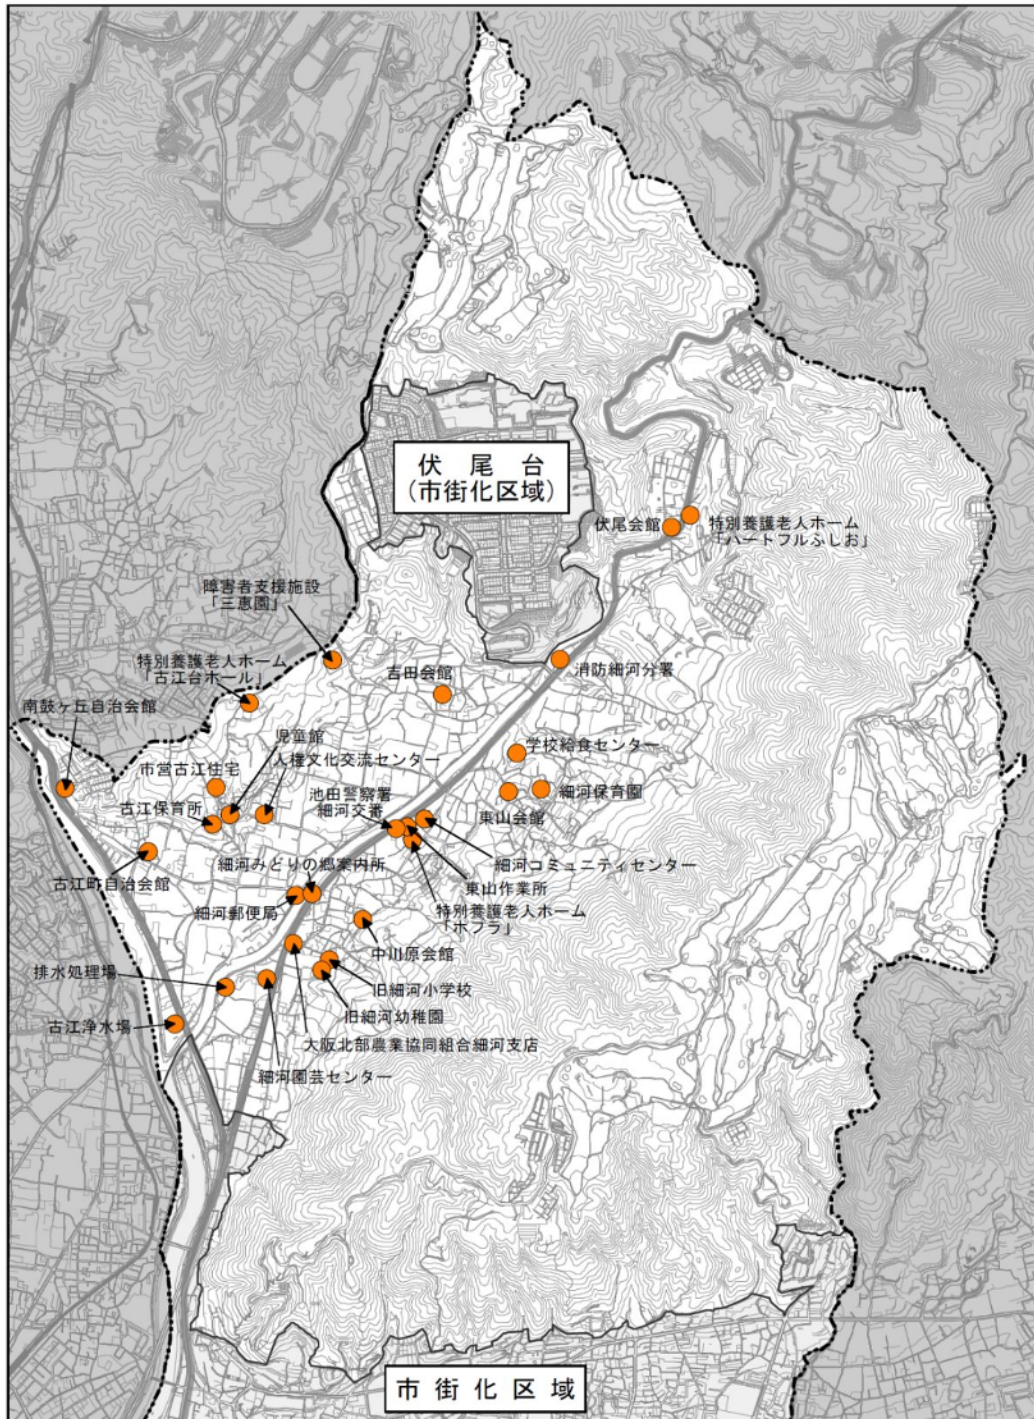 伏尾台
(市街化区域)
伏尾会館
特別養護老人ホーム
「ハートフルふしお」
障害者支援施設
「三恵園」
特別養護老人ホーム
「古江台ホール」
吉田会館
消防細河分署
南鼓ヶ丘自治会館
児童館
人権文化交流センター
学校給食センター
市営古江住宅
古江保育所
池田警察署
細河交番
東山会館
細河保育園
細河みどりの郷案内所
細河コミュニティセンター
東山作業所
古江町自治会館
細河郵便局
特別養護老人ホーム
「ポプラ」
中川原会館
排水処理場
旧細河小学校
旧細河幼稚園
古江浄水場
大阪北部農業協同組合細河支店
細河園芸センター
市街化区域